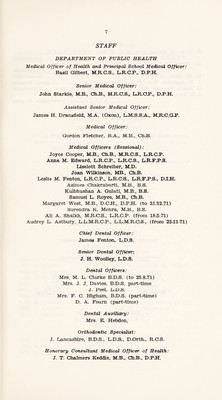 7
STAFF
DEPARTMENT OF PUBLIC HEALTH
Medical Officer of Health and Principal School Medical Officer:
Basil Gilbert, M.R.C.S., L.R.C.P., D.P.H.
Senior Medical Officer:
John Starkie, M.B., Ch.B., M.R.C.S., L.R.C.P., D.P.H.
Assistant Senior Medical Officer:
James H. Dransfield, M.A. (Oxon), L.M.S.S.A., M.R.C.G.P.
Medical Officer:
Gordon Fletcher, B.A., M.B., Ch.B.
Medical Officers (Sessional):
Joyce Cooper, M.B., Ch.B., M.R.C.S., L.R.C.P.
Anna M. Edward, L.R.C.P., L.R.C.S., L.R.F.P.S.
Liselott Schreiber, M.D.
Joan Wilkinson, M.B., Ch.B.
Leslie M. Fenton, L.R.C.P., L.R.C.S., L.R.F.P.S., D.I.H.
Asimes Chakrabarti, M.B., B.S.
Kulbhushan A. Gulati, M.B., B.S.
Samuel L. Royes, M.B., Ch.B.
Margaret West, M.B., D.C.H., D.P.H. (to 31.12.71)
Surendra K. Mehra, M.B., B.S.
Ali A. Shaikh, M.R.C.S., L.R.C.P. (from 18.5.71)
Audrey L. Astbury, L.L.M.R.C.P., L.L.M.R.C.S., (from 23.11.71)
Chief Dental Officer:
James Fenton, L.D.S.
Senior Dental Officer:
J. H. Woolley, L.D.S.
Dental Officers:
Mrs. M. L. Clarke B.D.S. (to 25.8.71)
Mrs. J. J. Davies, B.D.S. part-time
J. Peel, L.D.S.
Mrs. F. C. Higham, B.D.S. (part-time)
D. A. Fearn (part-time)
Dental Auxiliary:
Mrs. E. Hebdon,
Orthodontic Specialist:
J. Lancashire, B.D.S., L.D.S., D.Orth., R.C.S.
Honorary Consultant Medical Officer of Health:
J. T. Chalmers Keddie, M.B., Ch.B., D.P.H.